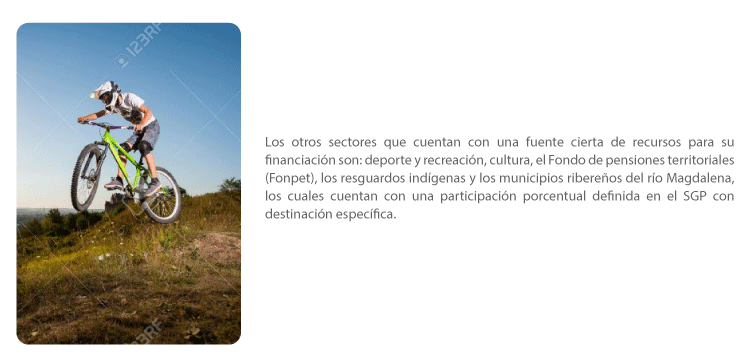 123RF
Los otros sectores que cuentan con una fuente cierta de recursos para su
financiación son: deporte y recreación, cultura, el Fondo de pensiones territoriales
(Fonpet), los resguardos indígenas y los municipios ribereños del río Magdalena,
los cuales cuentan con una participación porcentual definida en el SGP con
destinación específica.
123RF